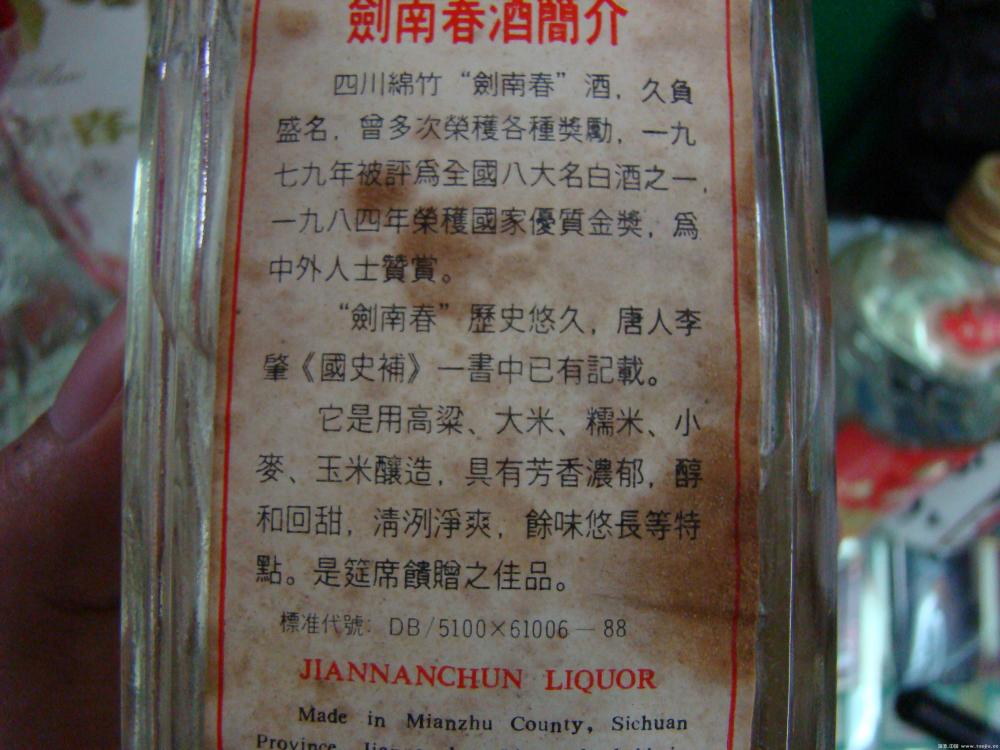 劍南春酒簡介
四川綿竹“劍南春”酒，久負
盛名，曾多次榮獲各種獎勵，一九
七九年被評爲全國八大名白酒之一，
一九八四年榮獲國家優質金獎，爲
中外人士贊賞。
“劍南春”歷史悠久，唐人李
肇《國史補》一書中已有記載。
它是用高粱、大米、糯米、小
麥、玉米釀造，具有芳香濃郁，醇
和回甜，清洌淨爽，餘味悠長等特
點。是筵席饋贈之佳品。
標准代號：DB/5100×61006—88
JIANNANCHUN LIQUOR
Made in Mianzhu County, Sichuan
Province